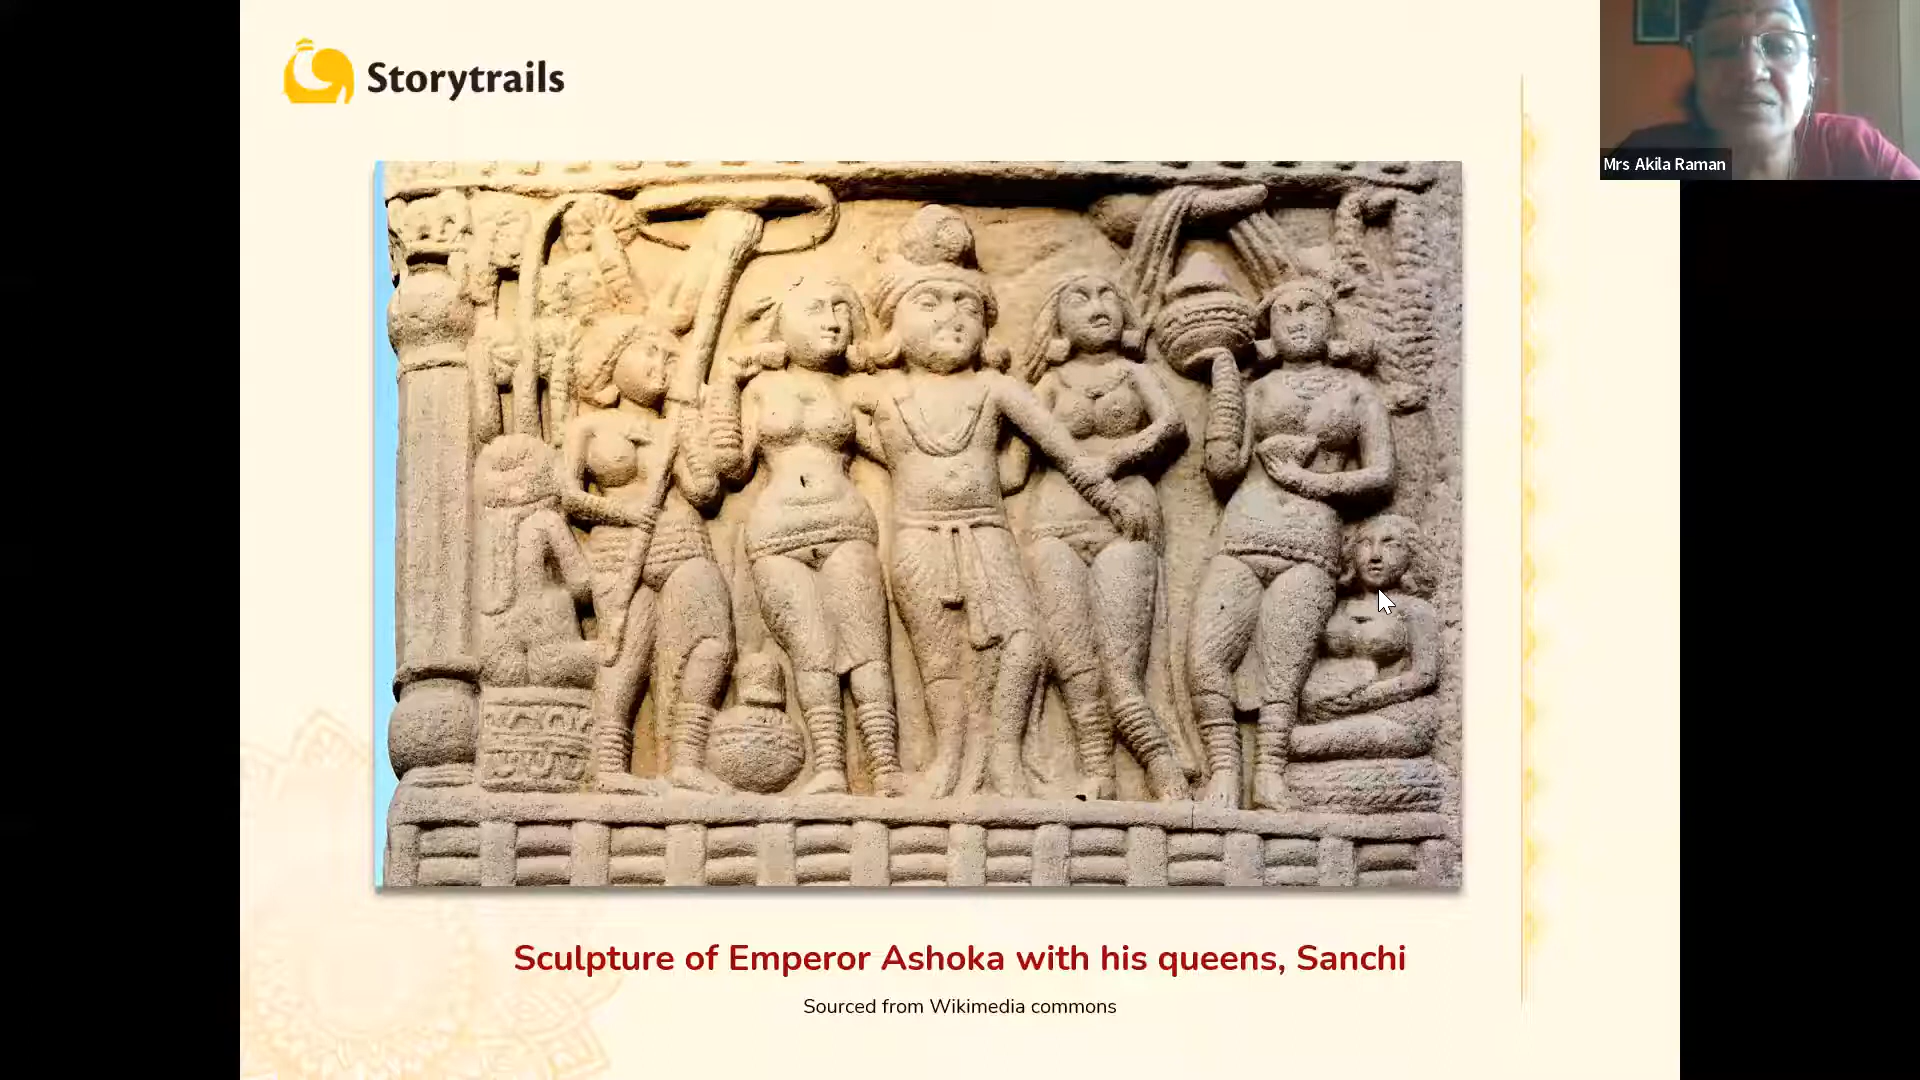 Storytrails
Mrs Akila Raman
Sculpture of Emperor Ashoka with his queens, Sanchi
Sourced from Wikimedia commons